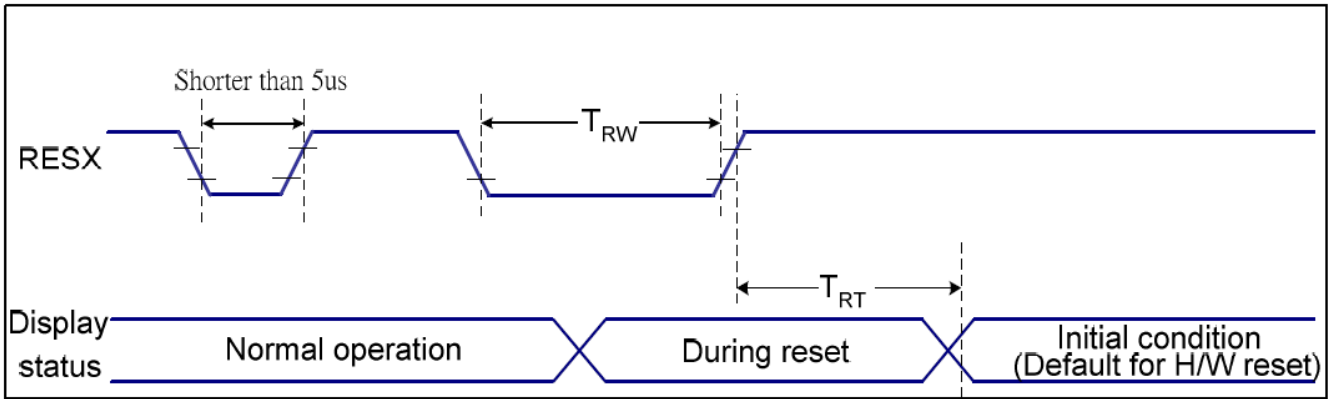 Shorter than 5us
TRW
RESX
TRT
Display
status
Normal operation
During reset
Initial condition
(Default for H/W reset)